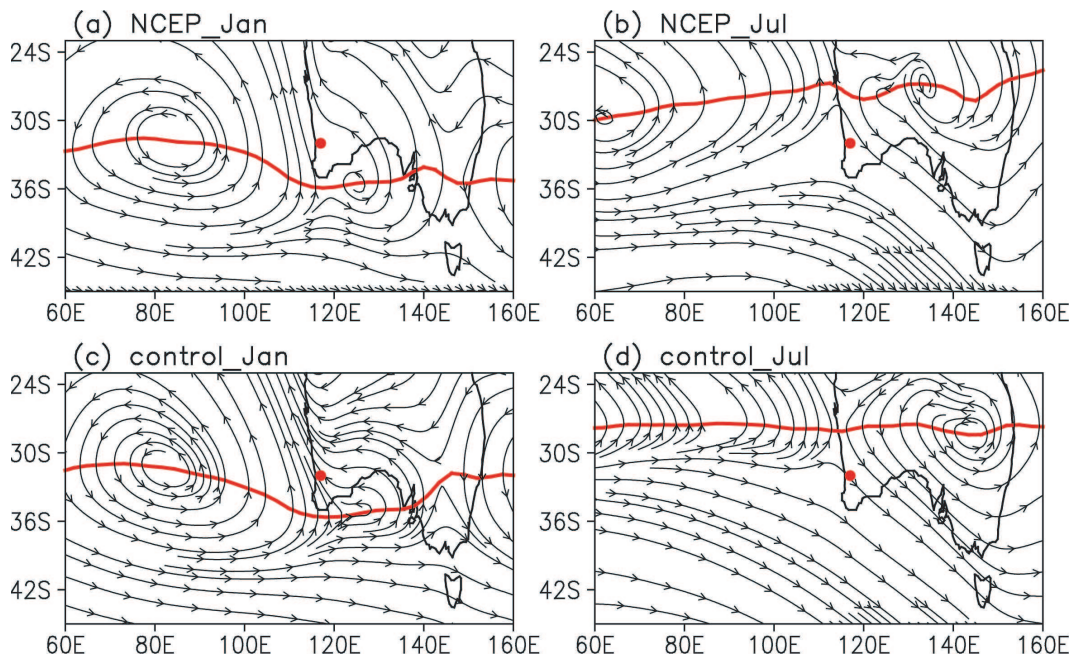 (a) NCEP_Jan
24S
30S
36S
42S
60E 80E 100E 120E 140E 160E
(b) NCEP_Jul
24S
30S
36S
42S
60E 80E 100E 120E 140E 160E
(c) control_Jan
24S
30S
36S
42S
60E 80E 100E 120E 140E 160E
(d) control_Jul
24S
30S
36S
42S
60E 80E 100E 120E 140E 160E